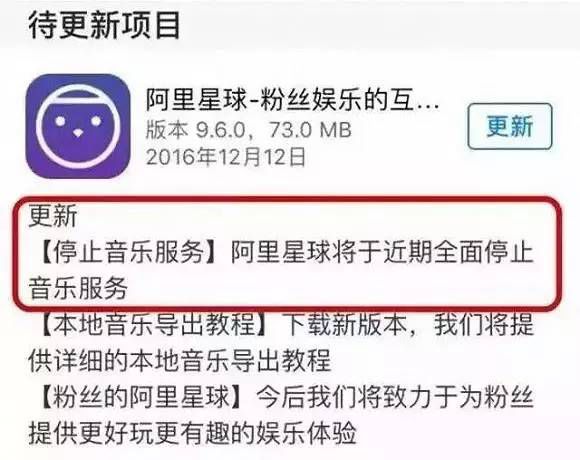 待更新项目
阿里星球-粉丝娱乐的互...
版本 9.6.0，73.0 MB
更新
2016年12月12日
更新
【停止音乐服务】阿里星球将于近期全面停止
音乐服务
【本地音乐导出教程】下载新版本，我们将提
供详细的本地音乐导出教程
【粉丝的阿里星球】今后我们将致力于为粉丝
提供更好玩更有趣的娱乐体验